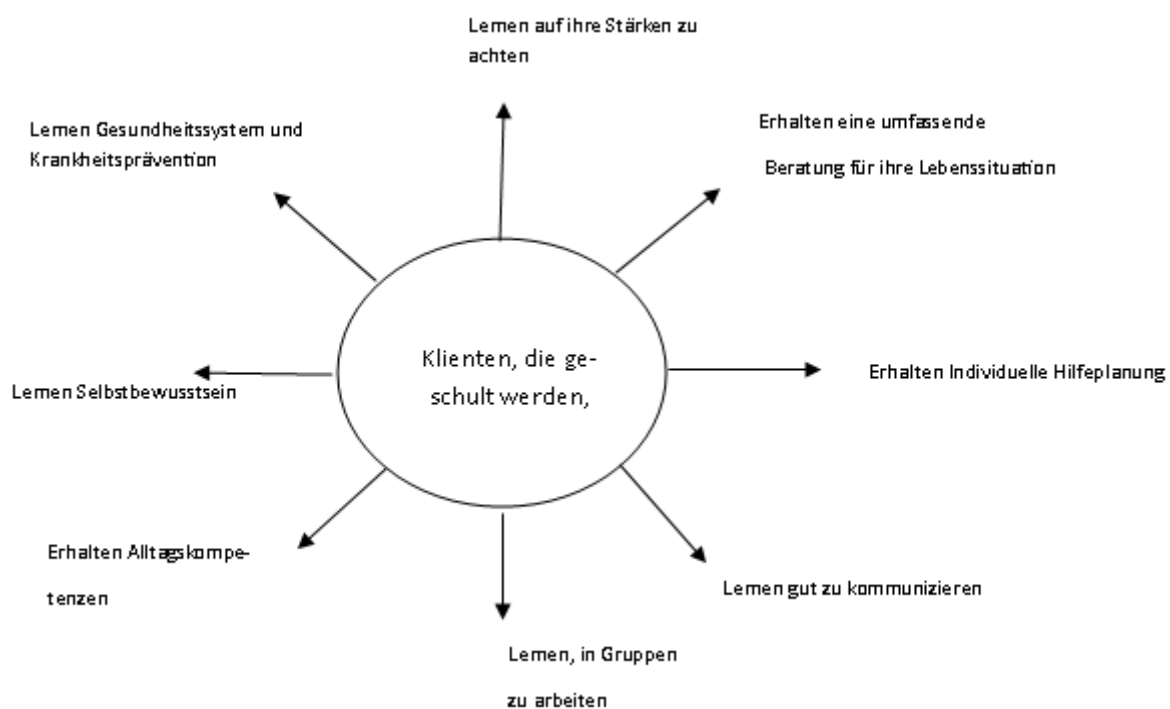 Lernen auf ihre Stärken zu
achten
Erhalten eine umfassende
Beratung für ihre Lebenssituation
Lernen Gesundheitssystem und
Krankheitsprävention
Klienten, die ge-
schult werden,
Erhalten Individuelle Hilfeplanung
Lernen Selbstbewusstsein
Erhalten Alltagskompe-
tenzen
Lernen gut zu kommunizieren
Lernen, in Gruppen
zu arbeiten